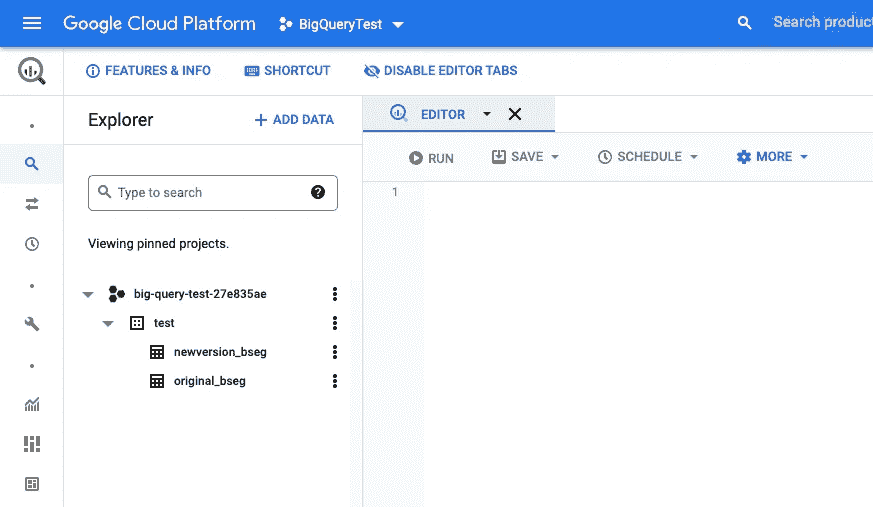 Google Cloud Platform BigQueryTest Search product
FEATURES & INFO SHORTCUT DISABLE EDITOR TABS
Explorer + ADD DATA EDITOR
RUN SAVE SCHEDULE MORE
Type to search 1
Viewing pinned projects.
big-query-test-27e835ae
test
newversion_bseg
original_bseg